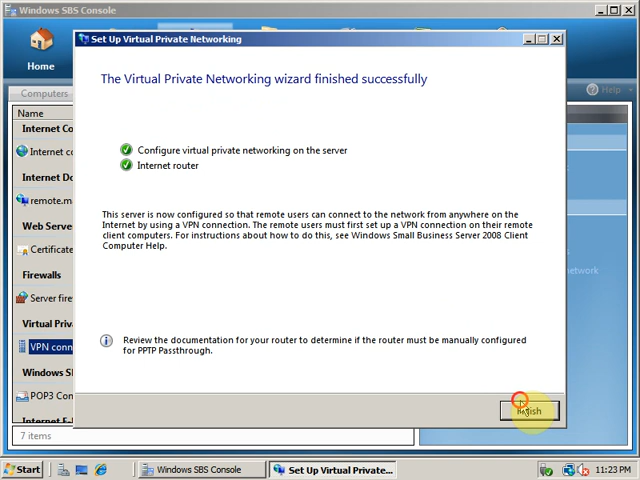 Windows SBS Console
Set Up Virtual Private Networking
Home
Help
Computers
The Virtual Private Networking wizard finished successfully
Name
Internet Co
Configure virtual private networking on the server
Internet co
Internet router
Internet Do
remote.m
This server is now configured so that remote users can connect to the network from anywhere on the
Internet by using a VPN connection. The remote users must first set up a VPN connection on their remote
client computers. For instructions about how to do this, see Windows Small Business Server 2008 Client
Computer Help.
Web Server
Certificate
Firewalls
network
Server fire
Virtual Priva
VPN conn
Review the documentation for your router to determine if the router must be manually configured
for PPTP Passthrough.
Windows S
POP3 Con
Finish
Internet E-
7 items
Start
Windows SBS Console
Set Up Virtual Private...
11:23 PM